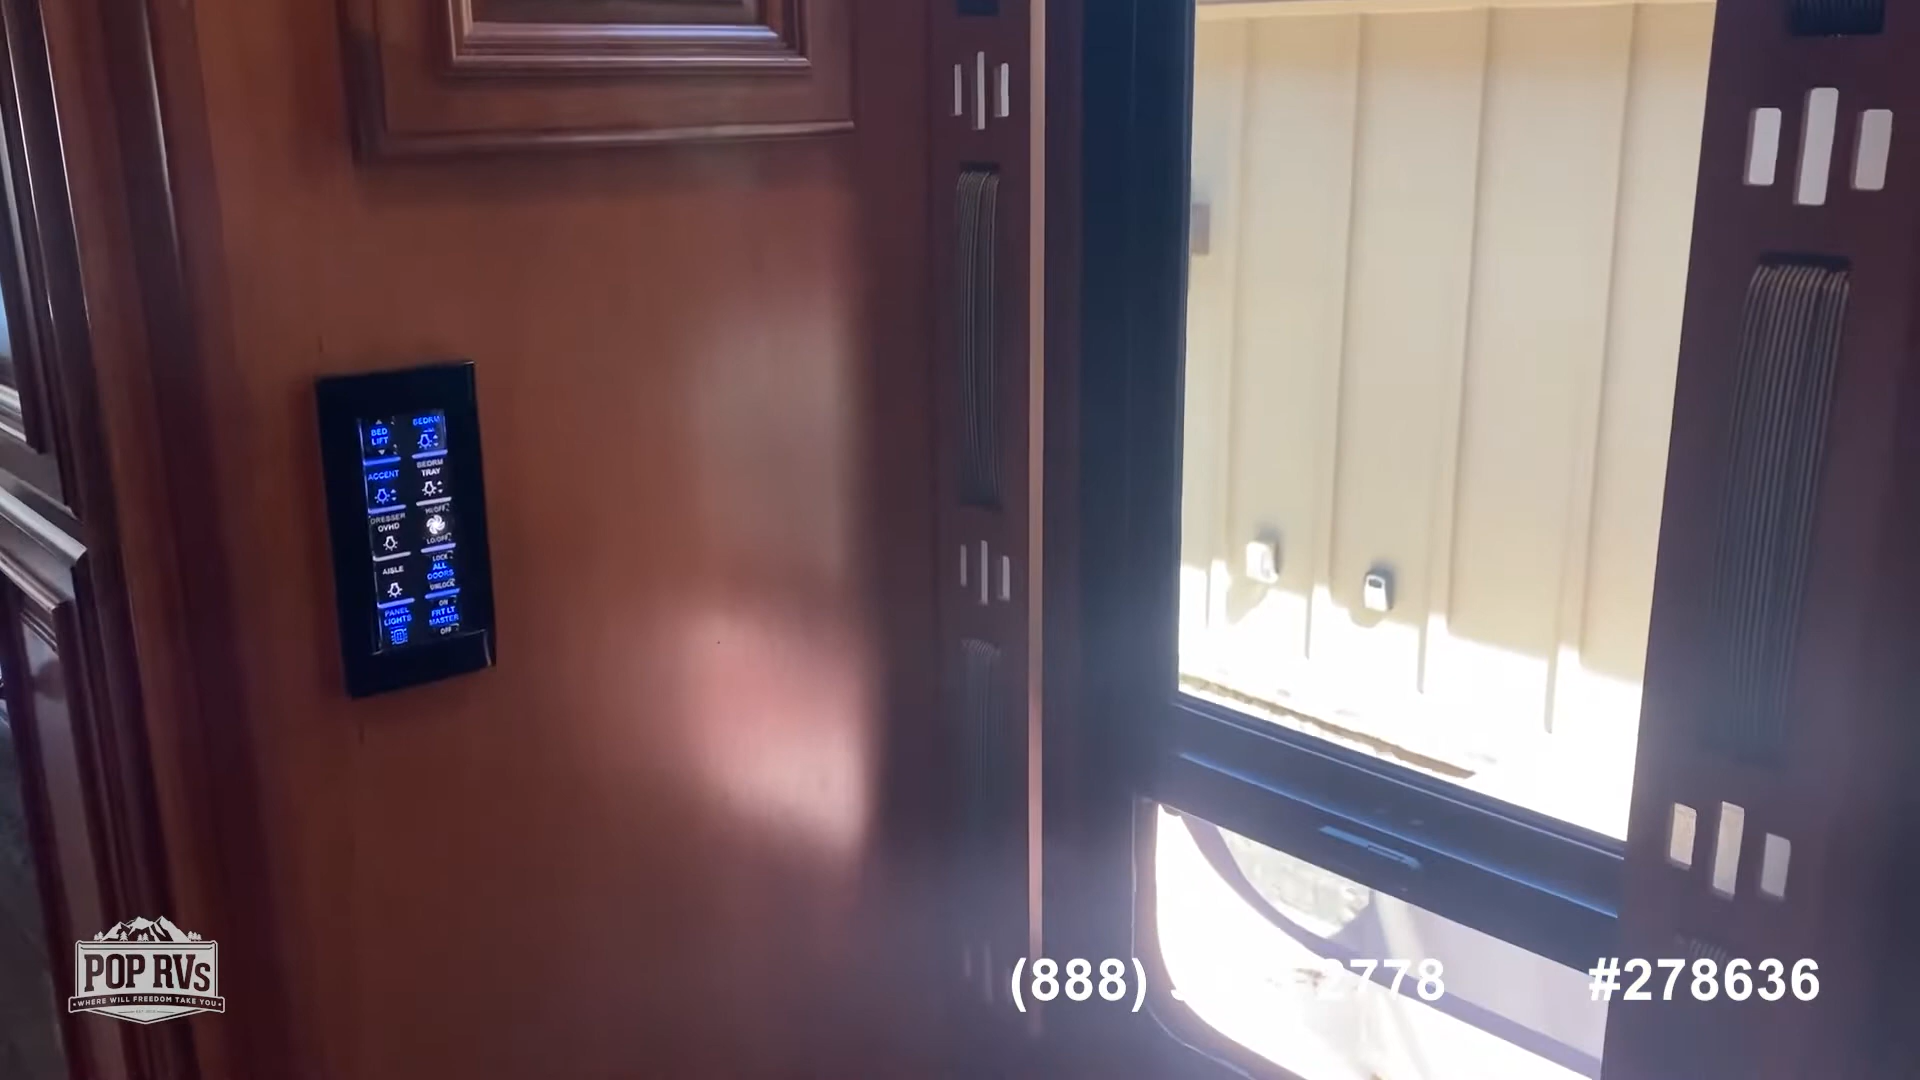 BED
LIFT
BEDRM
ACCENT
BEDRM
TRAY
DRESSER
OVHD
HI/OFF
LO/OFF
AISLE
LOCK
ALL
DOORS
UNLOCK
PANEL
LIGHTS
ON
FRT LT
MASTER
OFF
POP RVs
• WHERE WILL FREEDOM TAKE YOU •
(888) 2778
#278636